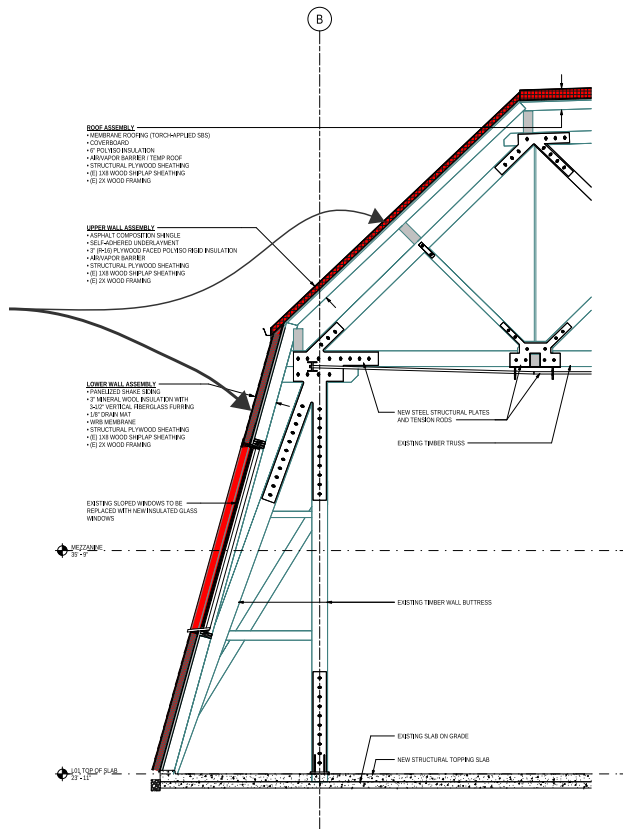 B
ROOF ASSEMBLY
• MEMBRANE ROOFING (TORCH-APPLIED SBS)
• COVERBOARD
• 6" POLYISO INSULATION
• AIR/VAPOR BARRIER / TEMP ROOF
• STRUCTURAL PLYWOOD SHEATHING
• (E) 1X8 WOOD SHIPLAP SHEATHING
• (E) 2X WOOD FRAMING
UPPER WALL ASSEMBLY
• ASPHALT COMPOSITION SHINGLE
• SELF-ADHERED UNDERLAYMENT
• 3" (R-16) PLYWOOD FACED POLYISO RIGID INSULATION
• AIR/VAPOR BARRIER
• STRUCTURAL PLYWOOD SHEATHING
• (E) 1X8 WOOD SHIPLAP SHEATHING
• (E) 2X WOOD FRAMING
LOWER WALL ASSEMBLY
• PANELIZED SHAKE SIDING
• 3" MINERAL WOOL INSULATION WITH
3-1/2" VERTICAL FIBERGLASS FURRING
• 1/8" DRAIN MAT
• WRB MEMBRANE
• STRUCTURAL PLYWOOD SHEATHING
• (E) 1X8 WOOD SHIPLAP SHEATHING
• (E) 2X WOOD FRAMING
NEW STEEL STRUCTURAL PLATES
AND TENSION RODS
EXISTING TIMBER TRUSS
EXISTING SLOPED WINDOWS TO BE
REPLACED WITH NEW INSULATED GLASS
WINDOWS
MEZZANINE
35' - 9"
EXISTING TIMBER WALL BUTTRESS
EXISTING SLAB ON GRADE
NEW STRUCTURAL TOPPING SLAB
L01 TOP OF SLAB
23' - 11"